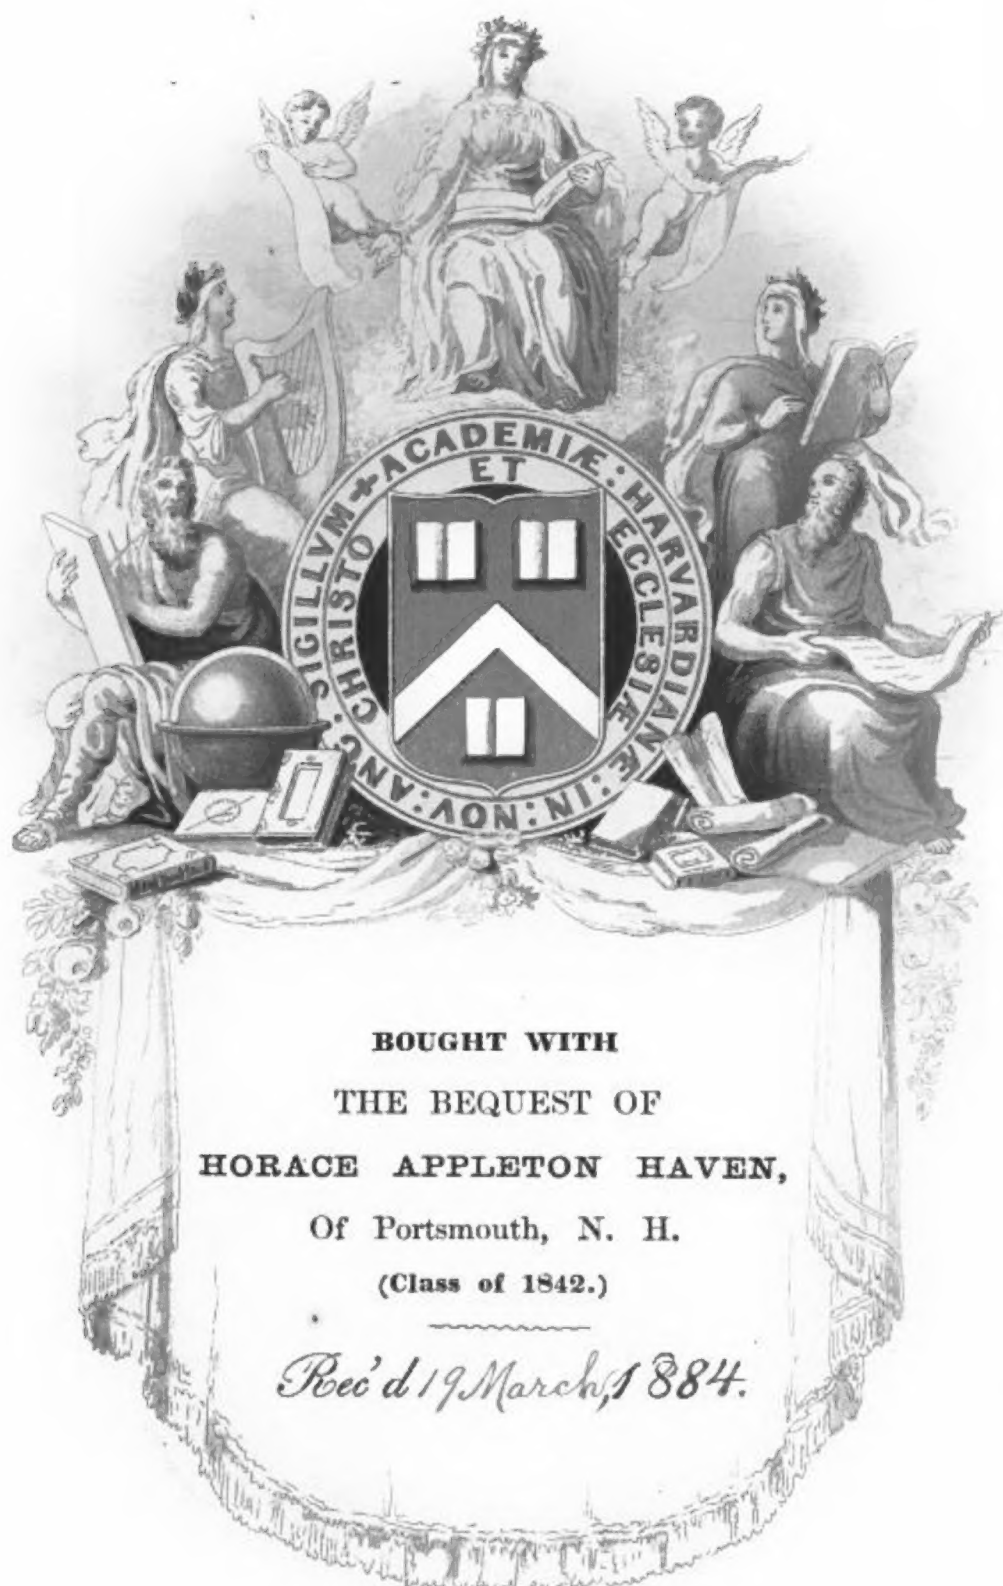 SIGILLVM + ACADEMIÆ : HARVARDIANÆ : IN : NOV : ANG :
CHRISTO ET ECCLESIÆ
BOUGHT WITH
THE BEQUEST OF
HORACE APPLETON HAVEN,
Of Portsmouth, N. H.
(Class of 1842.)
Rec'd 19 March, 1884.